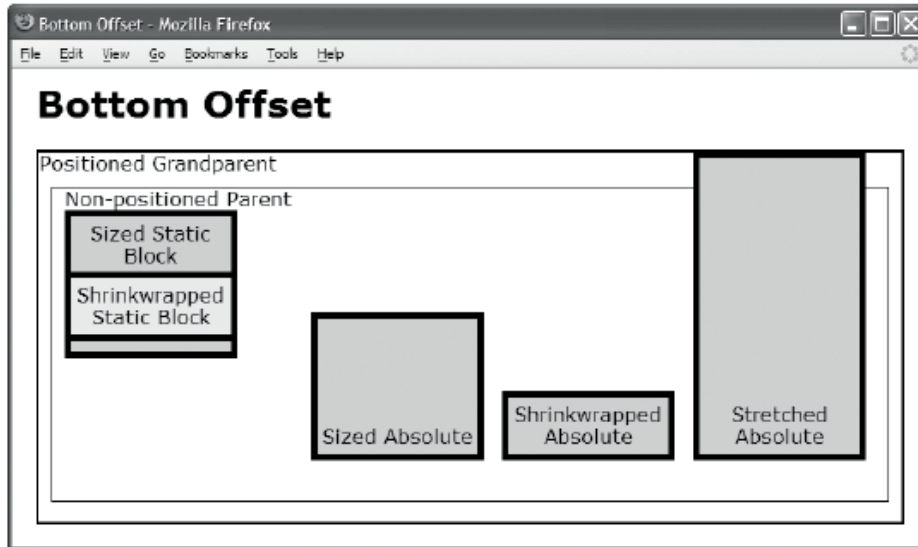 Bottom Offset - Mozilla Firefox
File Edit View Go Bookmarks Tools Help
Bottom Offset
Positioned Grandparent
Non-positioned Parent
Sized Static
Block
Shrinkwrapped
Static Block
Sized Absolute
Shrinkwrapped
Absolute
Stretched
Absolute